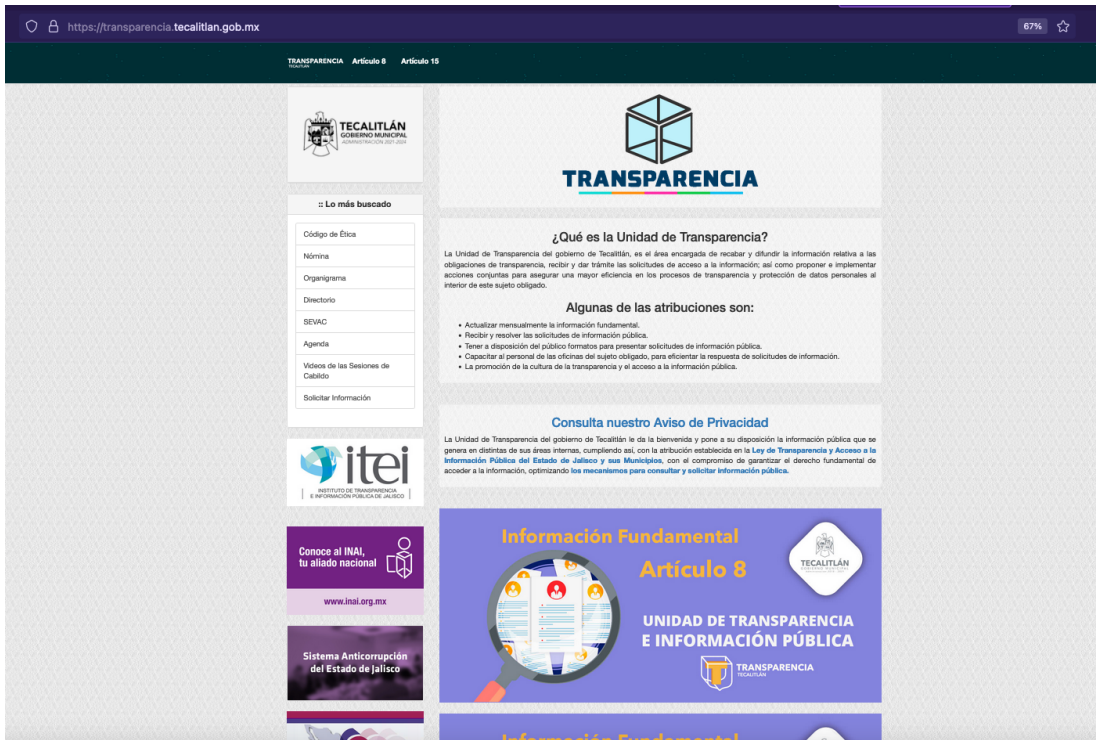 https://transparencia.tecalitlan.gob.mx
67%
TRANSPARENCIA
TECALITLÁN
Artículo 8
Artículo 15
TECALITLÁN
GOBIERNO MUNICIPAL
ADMINISTRACIÓN 2021-2024
:: Lo más buscado
Código de Ética
Nómina
Organigrama
Directorio
SEVAC
Agenda
Videos de las Sesiones de
Cabildo
Solicitar Información
itei
INSTITUTO DE TRANSPARENCIA
E INFORMACIÓN PÚBLICA DE JALISCO
Conoce al INAI,
tu aliado nacional
www.inai.org.mx
Sistema Anticorrupción
del Estado de Jalisco
TRANSPARENCIA
¿Qué es la Unidad de Transparencia?
La Unidad de Transparencia del gobierno de Tecalitlán, es el área encargada de recabar y difundir la información relativa a las
obligaciones de transparencia, recibir y dar trámite las solicitudes de acceso a la información; así como proponer e implementar
acciones conjuntas para asegurar una mayor eficiencia en los procesos de transparencia y protección de datos personales al
interior de este sujeto obligado.
Algunas de las atribuciones son:
• Actualizar mensualmente la información fundamental.
• Recibir y resolver las solicitudes de información pública.
• Tener a disposición del público formatos para presentar solicitudes de información pública.
• Capacitar al personal de las oficinas del sujeto obligado, para eficientar la respuesta de solicitudes de información.
• La promoción de la cultura de la transparencia y el acceso a la información pública.
Consulta nuestro Aviso de Privacidad
La Unidad de Transparencia del gobierno de Tecalitlán le da la bienvenida y pone a su disposición la información pública que se
genera en distintas de sus áreas internas, cumpliendo así, con la atribución establecida en la Ley de Transparencia y Acceso a la
Información Pública del Estado de Jalisco y sus Municipios, con el compromiso de garantizar el derecho fundamental de
acceder a la información, optimizando los mecanismos para consultar y solicitar información pública.
Información Fundamental
Artículo 8
TECALITLÁN
GOBIERNO MUNICIPAL
UNIDAD DE TRANSPARENCIA
E INFORMACIÓN PÚBLICA
TRANSPARENCIA
TECALITLÁN
Información Fundamental